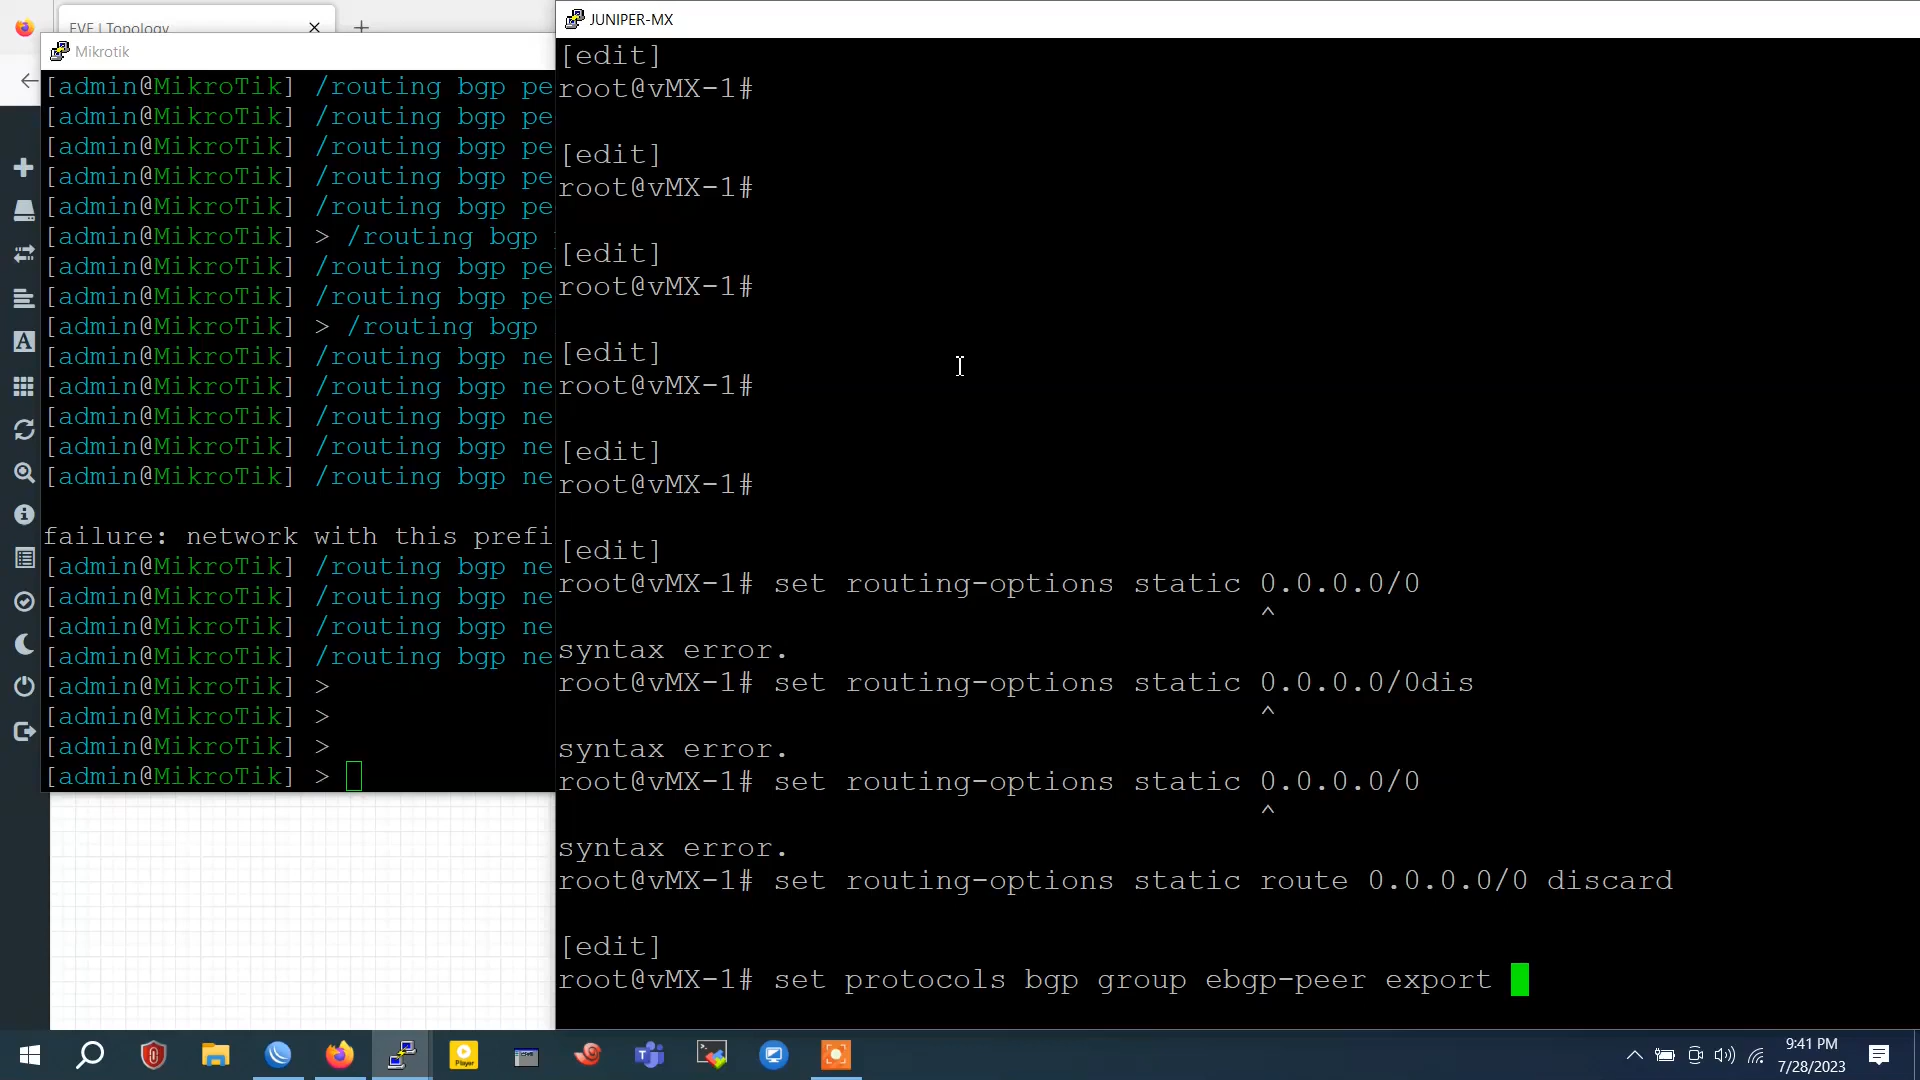 EVE | Topology
Mikrotik
[admin@MikroTik] /routing bgp pe
[admin@MikroTik] /routing bgp pe
[admin@MikroTik] /routing bgp pe
[admin@MikroTik] /routing bgp pe
[admin@MikroTik] /routing bgp pe
[admin@MikroTik] > /routing bgp
[admin@MikroTik] /routing bgp pe
[admin@MikroTik] /routing bgp pe
[admin@MikroTik] > /routing bgp
[admin@MikroTik] /routing bgp ne
[admin@MikroTik] /routing bgp ne
[admin@MikroTik] /routing bgp ne
[admin@MikroTik] /routing bgp ne
[admin@MikroTik] /routing bgp ne
failure: network with this prefi
[admin@MikroTik] /routing bgp ne
[admin@MikroTik] /routing bgp ne
[admin@MikroTik] /routing bgp ne
[admin@MikroTik] /routing bgp ne
[admin@MikroTik] >
[admin@MikroTik] >
[admin@MikroTik] >
[admin@MikroTik] >
JUNIPER-MX
[edit]
root@vMX-1#
[edit]
root@vMX-1#
[edit]
root@vMX-1#
[edit]
root@vMX-1#
[edit]
root@vMX-1#
[edit]
root@vMX-1# set routing-options static 0.0.0.0/0
^
syntax error.
root@vMX-1# set routing-options static 0.0.0.0/0dis
^
syntax error.
root@vMX-1# set routing-options static 0.0.0.0/0
^
syntax error.
root@vMX-1# set routing-options static route 0.0.0.0/0 discard
[edit]
root@vMX-1# set protocols bgp group ebgp-peer export
Player
9:41 PM
7/28/2023